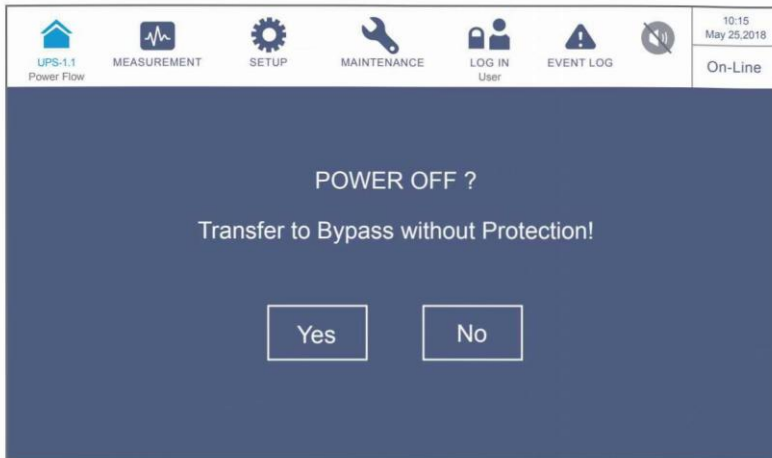 UPS-1.1
Power Flow
MEASUREMENT
SETUP
MAINTENANCE
LOG IN
User
EVENT LOG
10:15
May 25,2018
On-Line
POWER OFF ?
Transfer to Bypass without Protection!
Yes
No